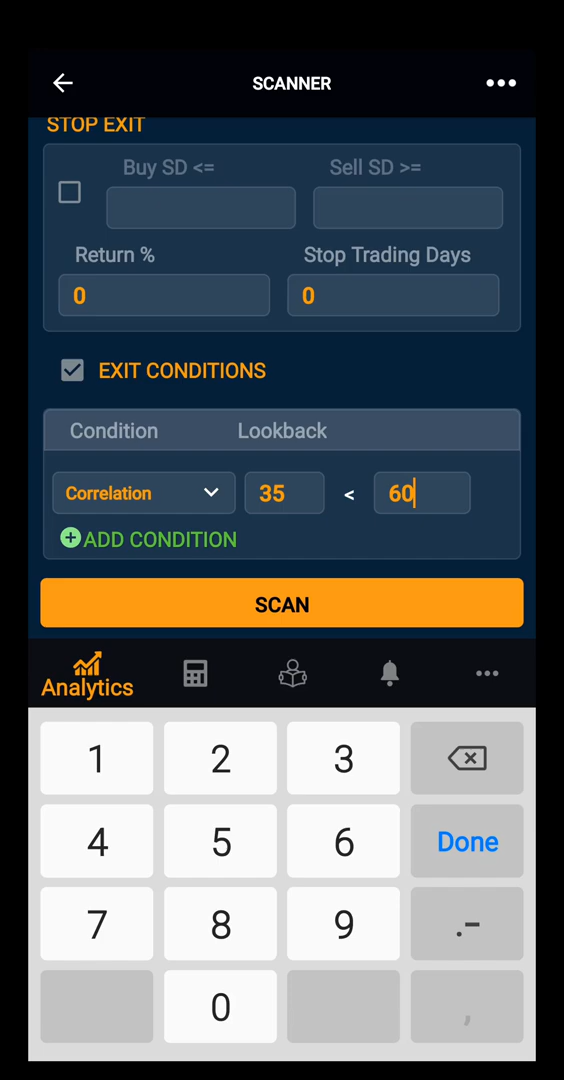 SCANNER
STOP EXIT
Buy SD <= Sell SD >=
Return % Stop Trading Days
0 0
EXIT CONDITIONS
Condition Lookback
Correlation 35 < 60
ADD CONDITION
SCAN
Analytics
1 2 3
4 5 6 Done
7 8 9 .-
0 ,